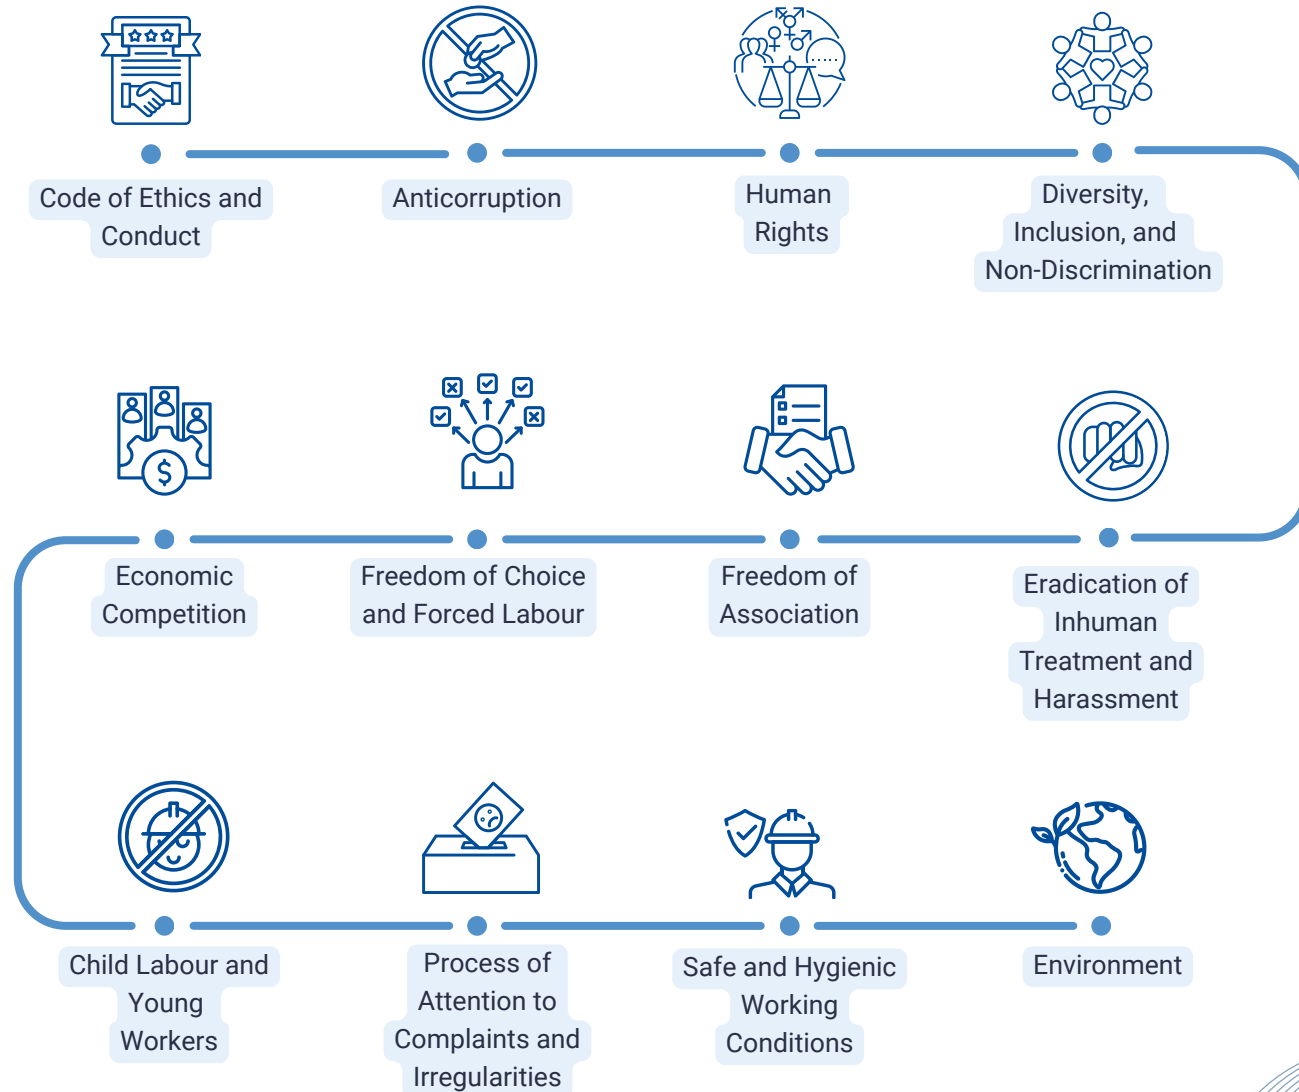 Code of Ethics and
Conduct
Anticorruption
Human
Rights
Diversity,
Inclusion, and
Non-Discrimination
Economic
Competition
Freedom of Choice
and Forced Labour
Freedom of
Association
Eradication of
Inhuman
Treatment and
Harassment
Child Labour and
Young
Workers
Process of
Attention to
Complaints and
Irregularities
Safe and Hygienic
Working
Conditions
Environment